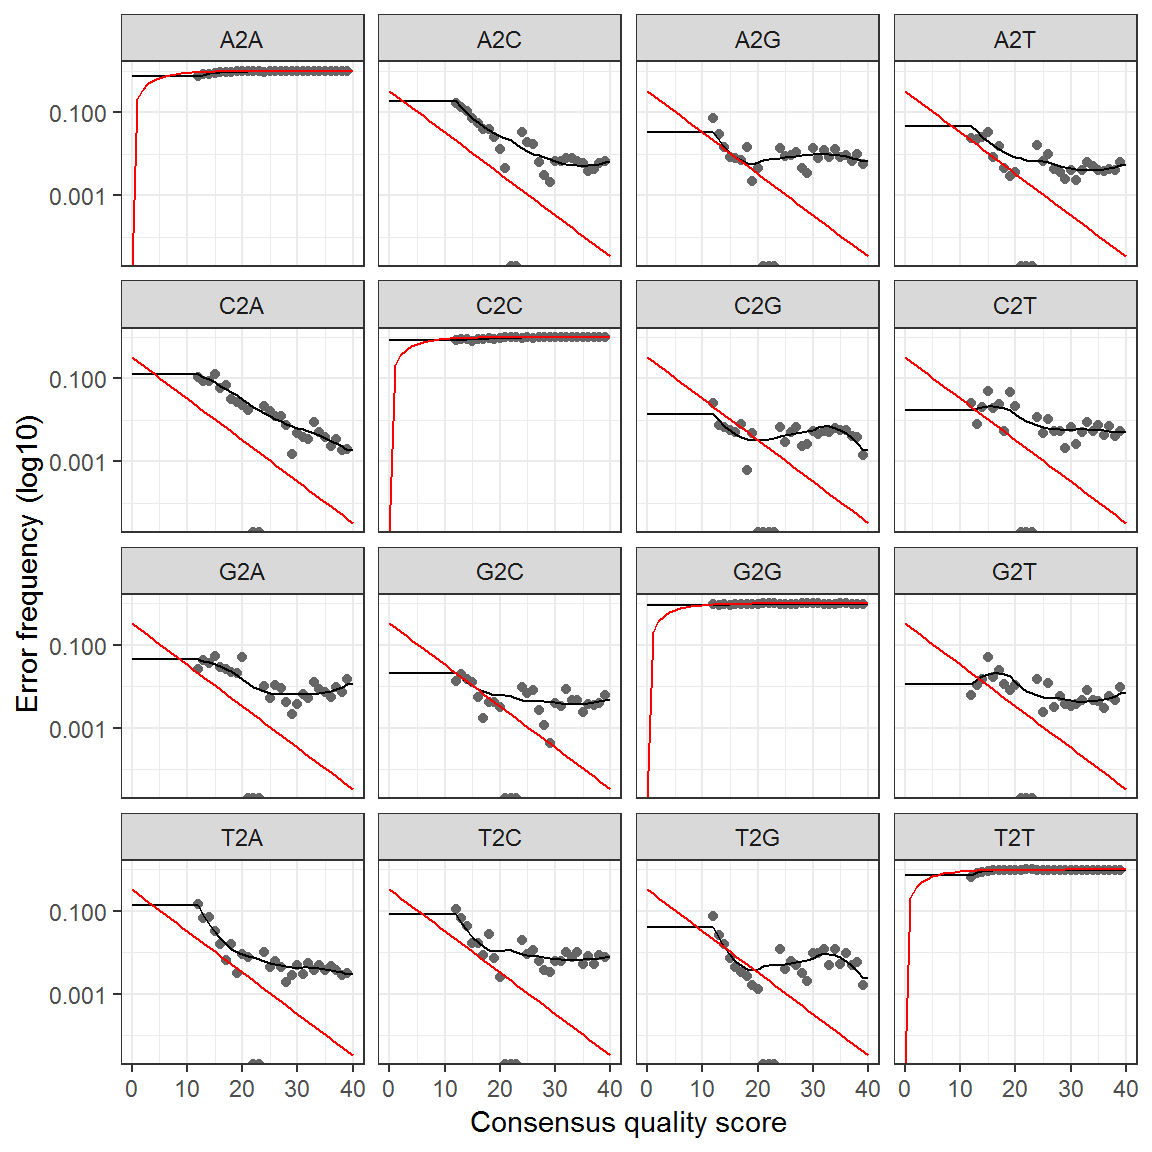 A2A A2C A2G A2T
0.100
0.001
C2A C2C C2G C2T
0.100
0.001
G2A G2C G2G G2T
0.100
0.001
T2A T2C T2G T2T
0.100
0.001
0 10 20 30 40 0 10 20 30 40 0 10 20 30 40 0 10 20 30 40
Consensus quality score
Error frequency (log10)